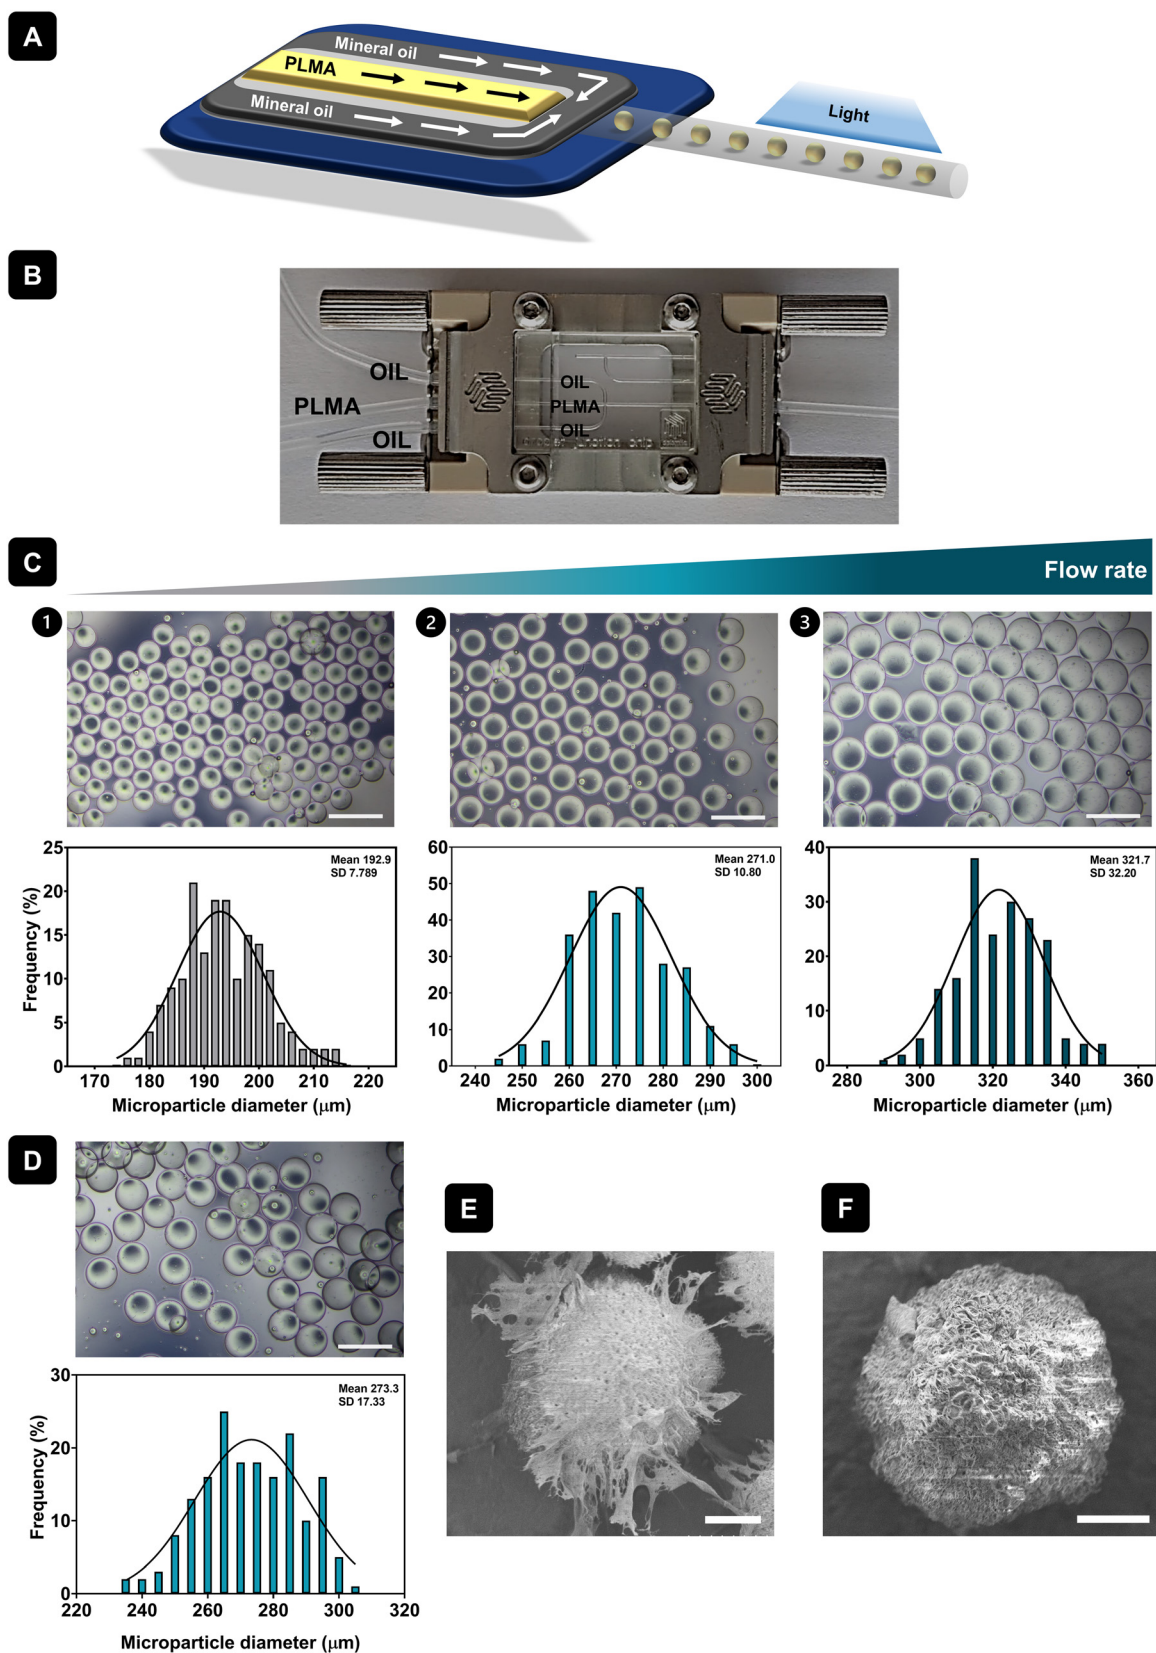 A
Mineral oil
PLMA
Mineral oil
Light
B
OIL
PLMA
OIL
OIL
PLMA
OIL
C
Flow rate
1
2
3
Mean 192.9
SD 7.789
Frequency (%)
25
20
15
10
5
0
170 180 190 200 210 220
Microparticle diameter (μm)
Mean 271.0
SD 10.80
60
50
40
30
20
10
0
240 250 260 270 280 290 300
Microparticle diameter (μm)
Mean 321.7
SD 32.20
40
30
20
10
0
280 300 320 340 360
Microparticle diameter (μm)
D
E
F
Mean 273.3
SD 17.33
Frequency (%)
30
20
10
0
220 240 260 280 300 320
Microparticle diameter (μm)